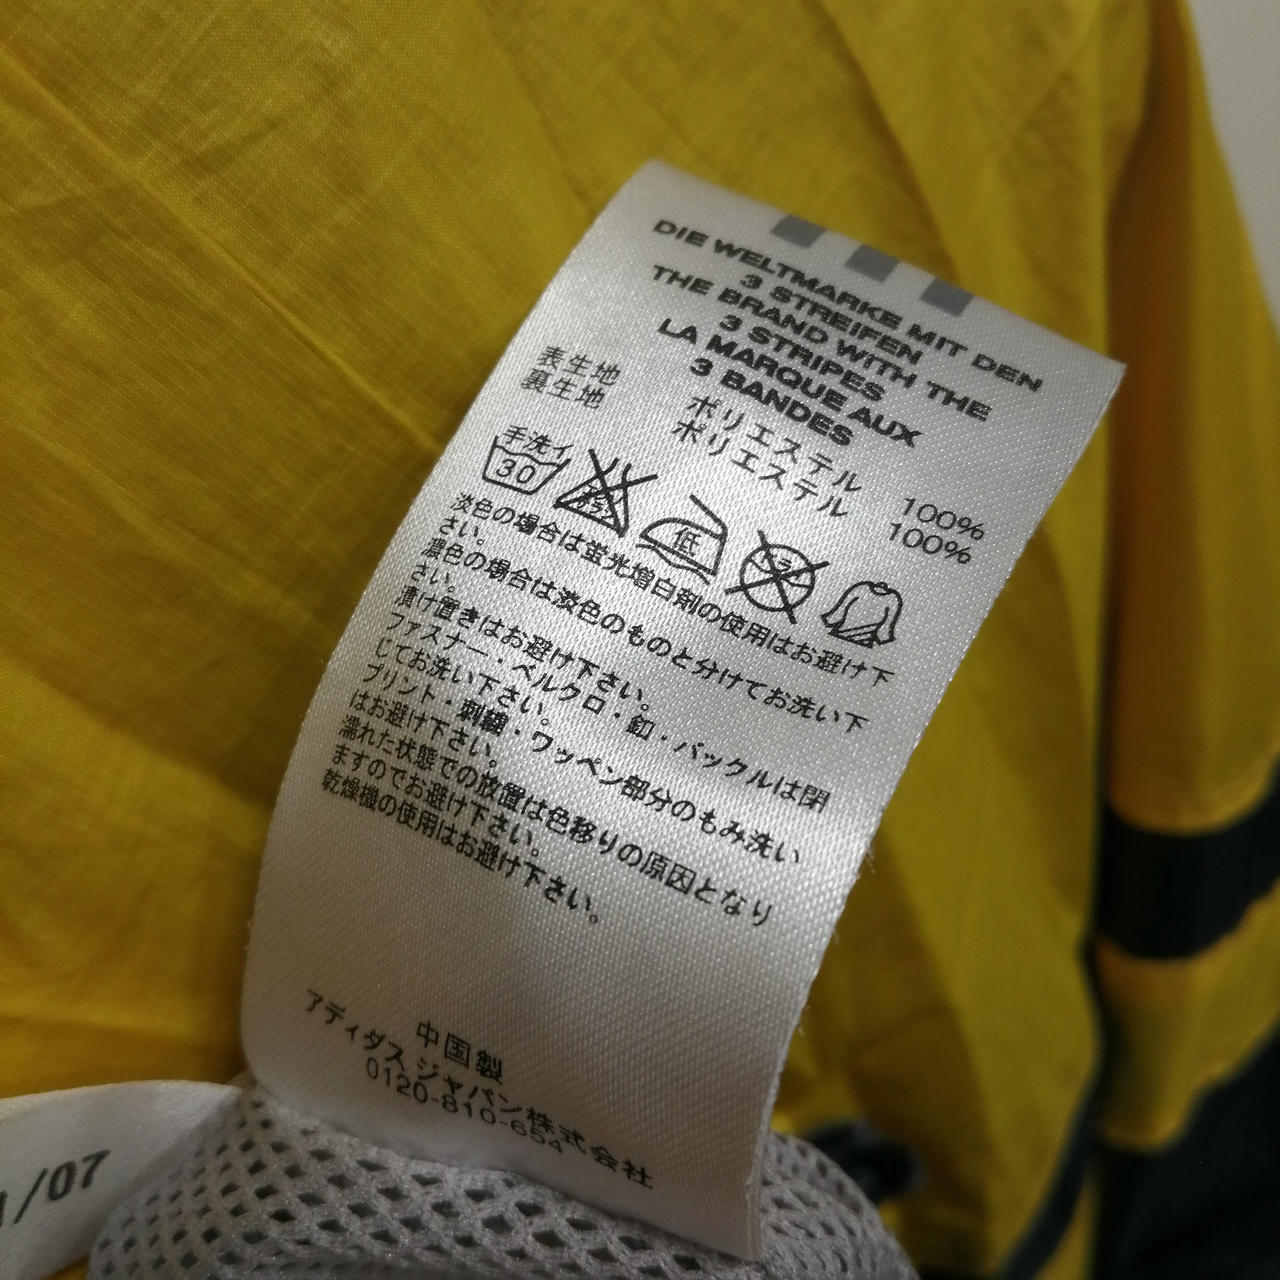 DIE WELTMARKE MIT DEN
3 STREIFEN
THE BRAND WITH THE
3 STRIPES
LA MARQUE AUX
3 BANDES
表生地 ポリエステル 100%
裏生地 ポリエステル 100%
手洗イ
30
低
淡色の場合は蛍光増白剤の使用はお避け下
さい。
濃色の場合は淡色のものと分けてお洗い下
さい。
漬け置きはお避け下さい。
ファスナー・ベルクロ・釦・バックルは閉
じてお洗い下さい。
プリント・刺繍・ワッペン部分のもみ洗い
はお避け下さい。
濡れた状態での放置は色移りの原因となり
ますのでお避け下さい。
乾燥機の使用はお避け下さい。
中国製
アディダス ジャパン株式会社
0120-810-654
/07